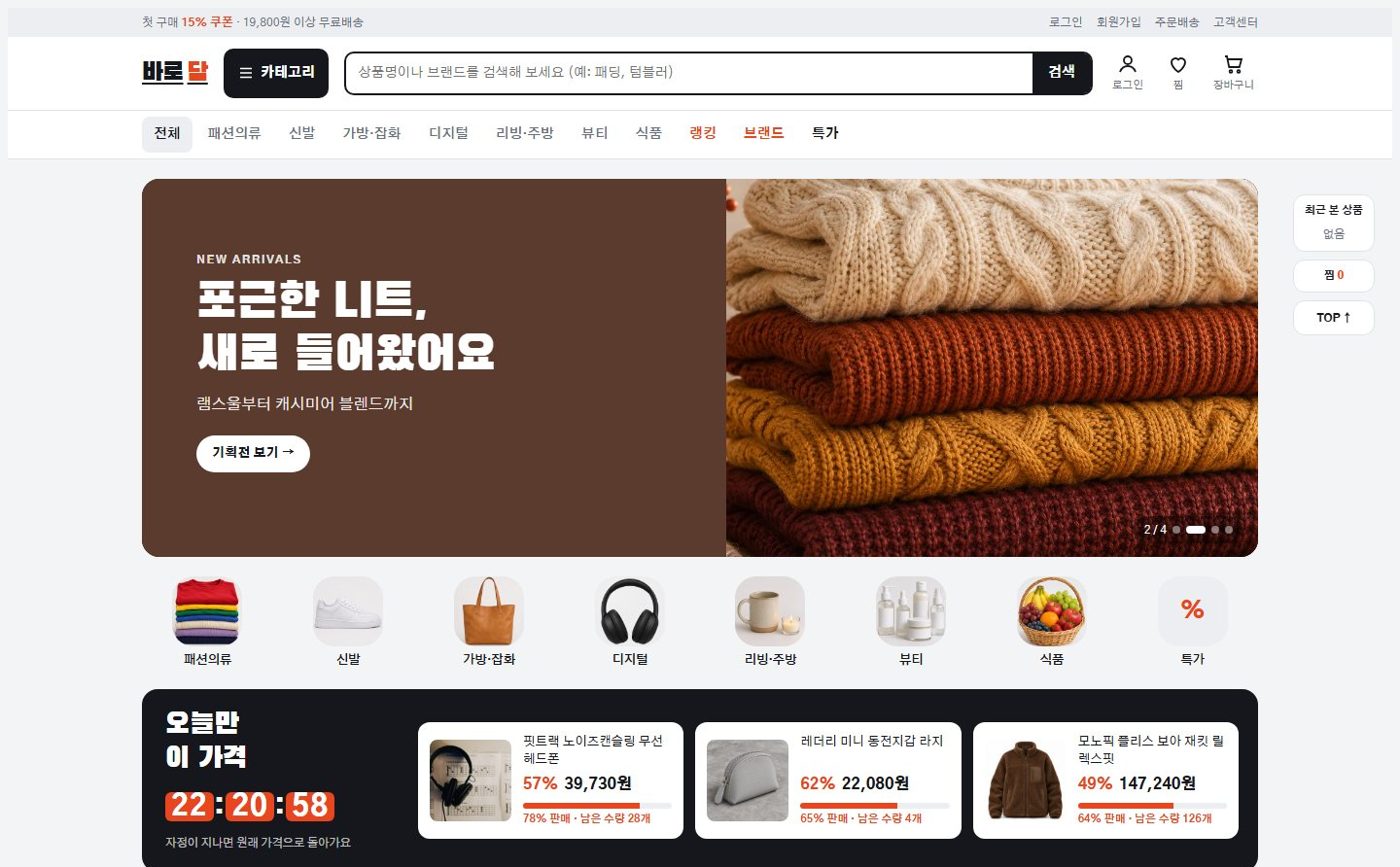 첫 구매 15% 쿠폰 · 19,800원 이상 무료배송
로그인 회원가입 주문배송 고객센터
바로달
카테고리
상품명이나 브랜드를 검색해 보세요 (예: 패딩, 텀블러)
검색
로그인 찜 장바구니
전체 패션의류 신발 가방·잡화 디지털 리빙·주방 뷰티 식품 랭킹 브랜드 특가
NEW ARRIVALS
포근한 니트,
새로 들어왔어요
램스울부터 캐시미어 블렌드까지
기획전 보기 →
2 / 4
최근 본 상품
없음
찜 0
TOP ↑
패션의류 신발 가방·잡화 디지털 리빙·주방 뷰티 식품 특가
%
오늘만
이 가격
22:20:58
자정이 지나면 원래 가격으로 돌아가요
핏트랙 노이즈캔슬링 무선
헤드폰
57% 39,730원
78% 판매 · 남은 수량 28개
레더리 미니 동전지갑 라지
62% 22,080원
65% 판매 · 남은 수량 4개
모노픽 플리스 보아 재킷 릴
렉스핏
49% 147,240원
64% 판매 · 남은 수량 126개